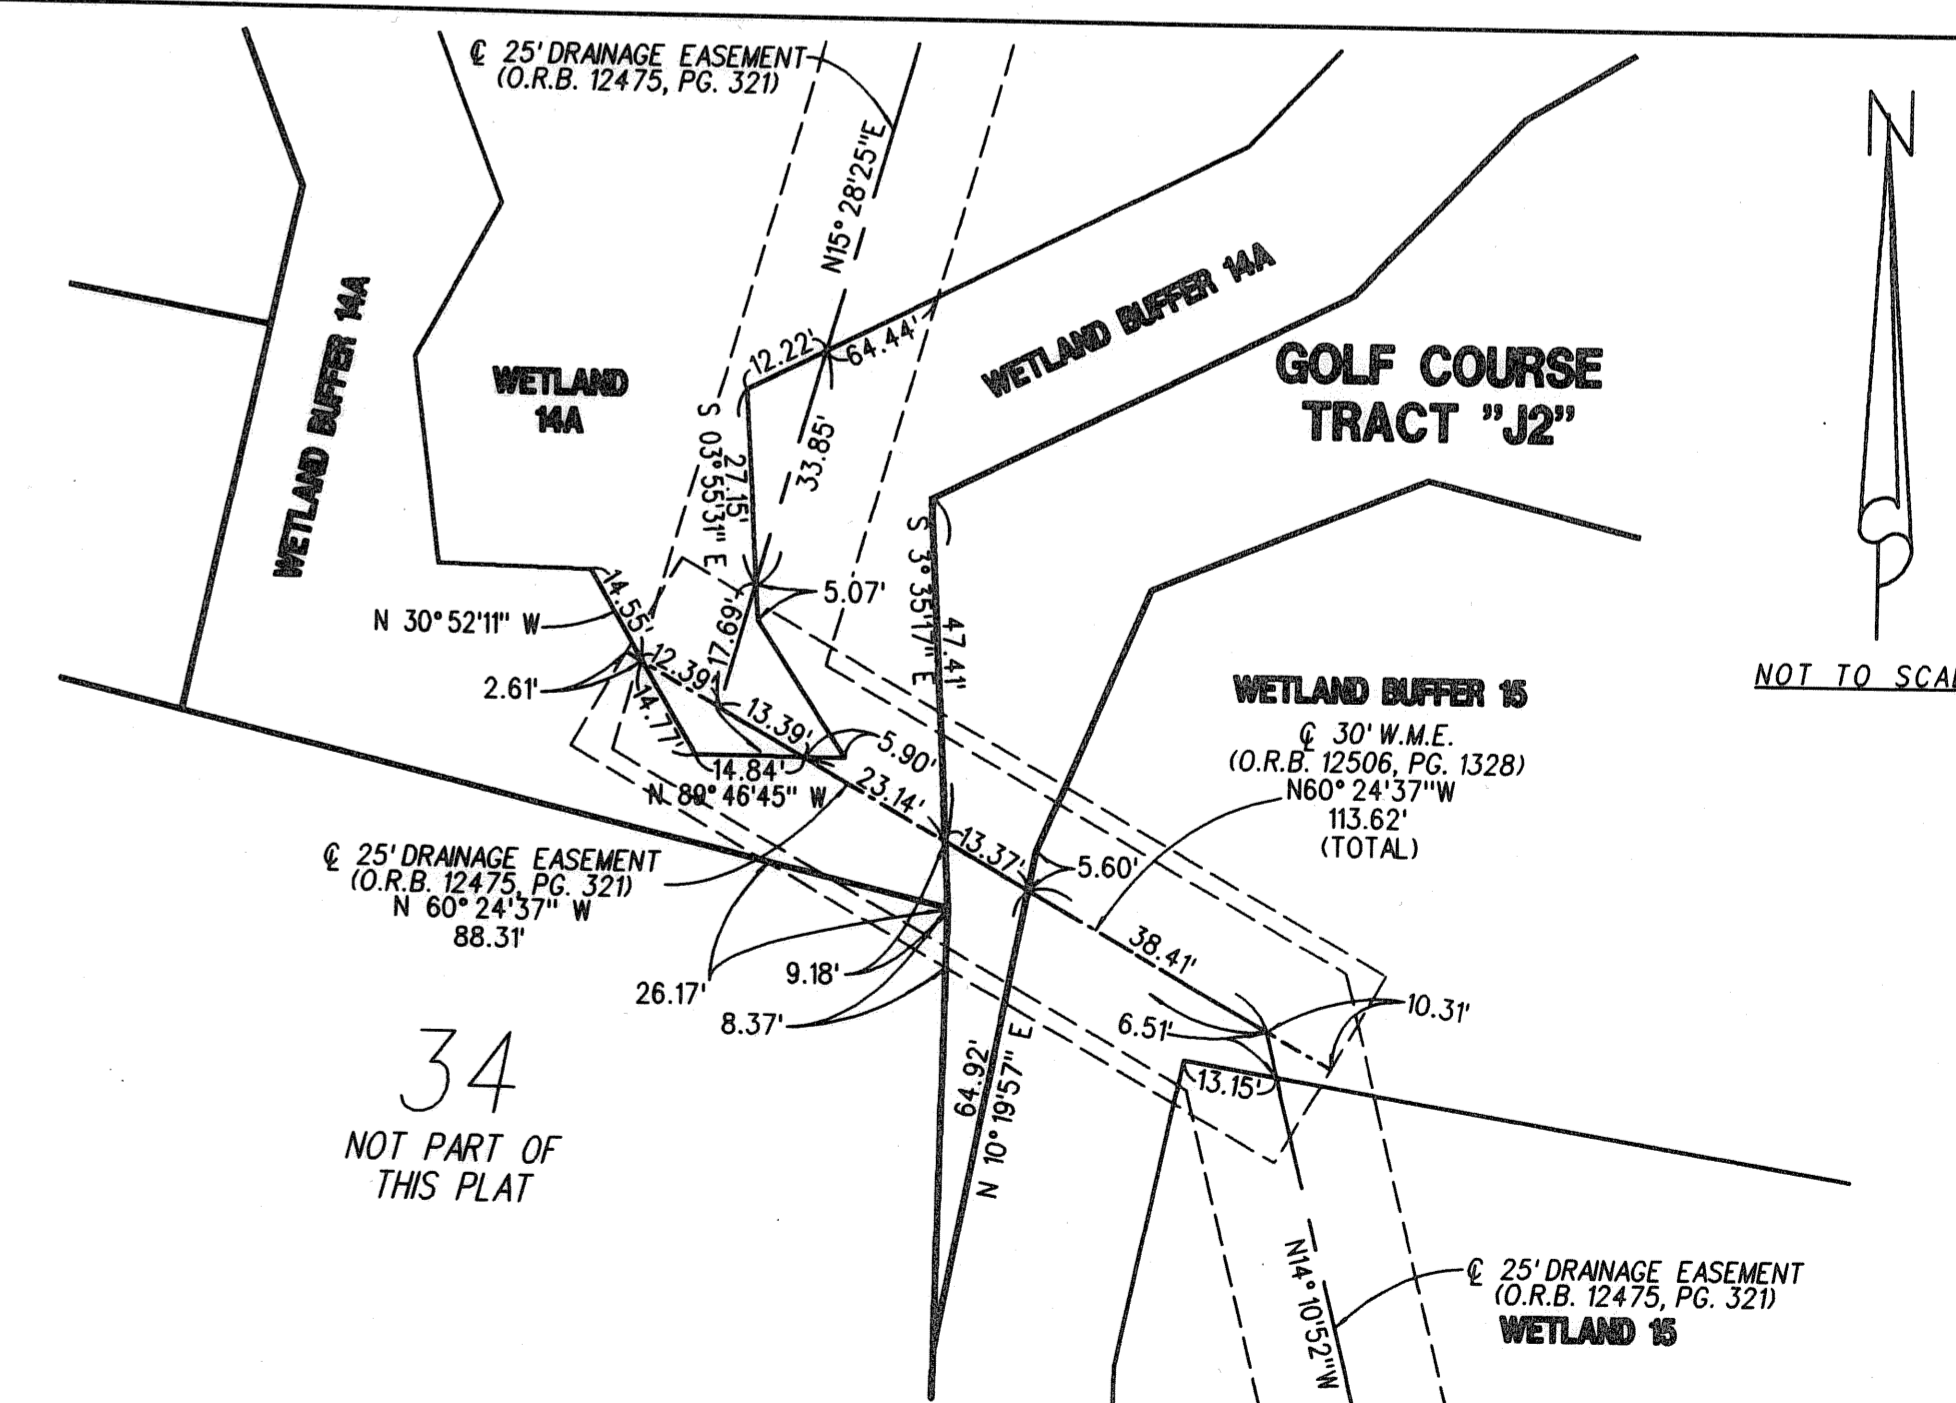 ℄ 25' DRAINAGE EASEMENT
(O.R.B. 12475, PG. 321)
N15°28'25"E
N
WETLAND BUFFER 14A
WETLAND
14A
12.22'
64.44'
WETLAND BUFFER 14A
GOLF COURSE
TRACT "J2"
S 03°55'31" E
27.15'
33.85'
S 3°35'17" E
47.41'
14.55'
N 30°52'11" W
5.07'
17.69'
12.39'
2.61'
14.77'
13.39'
5.90'
14.84'
N 89°46'45" W
23.14'
NOT TO SCAL
WETLAND BUFFER 15
℄ 30' W.M.E.
(O.R.B. 12506, PG. 1328)
N60°24'37"W
113.62'
(TOTAL)
℄ 25' DRAINAGE EASEMENT
(O.R.B. 12475, PG. 321)
N 60°24'37" W
88.31'
13.37'
5.60'
38.41'
26.17'
9.18'
8.37'
6.51'
10.31'
13.15'
64.92'
N 10°19'57" E
34
NOT PART OF
THIS PLAT
N14°10'52"W
℄ 25' DRAINAGE EASEMENT
(O.R.B. 12475, PG. 321)
WETLAND 15